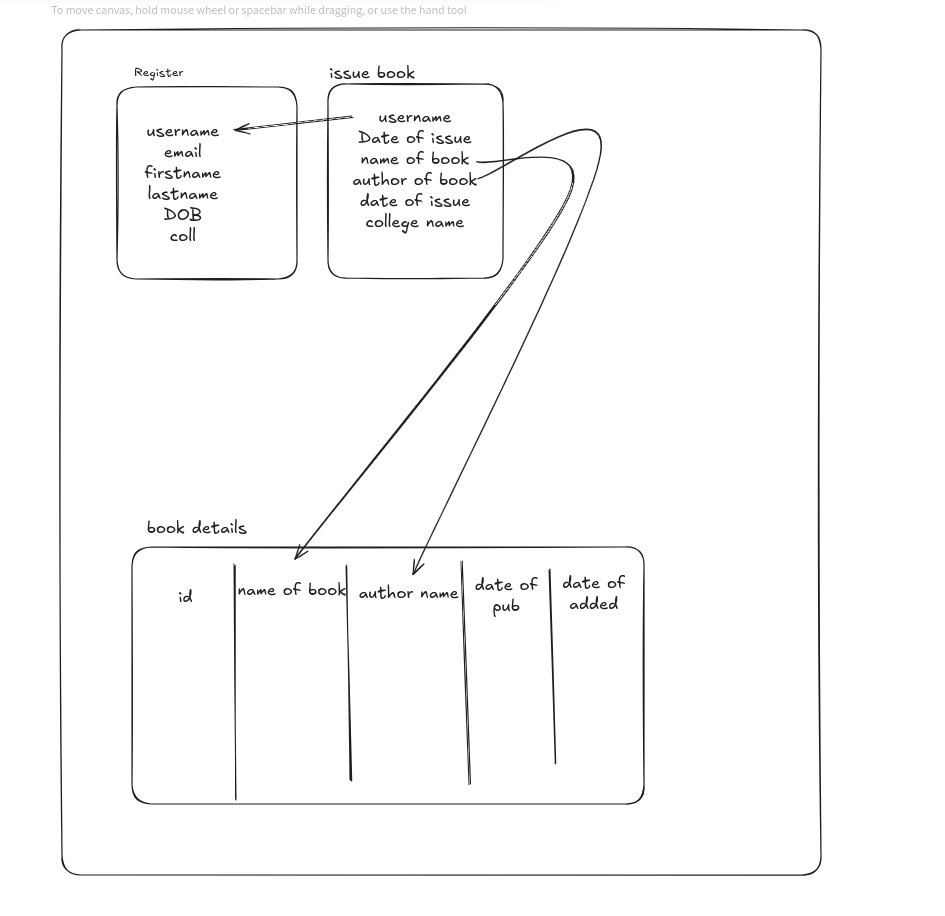 To move canvas, hold mouse wheel or spacebar while dragging, or use the hand tool
Register
username
email
firstname
lastname
DOB
coll
issue book
username
Date of issue
name of book
author of book
date of issue
college name
book details
id
name of book
author name
date of
pub
date of
added